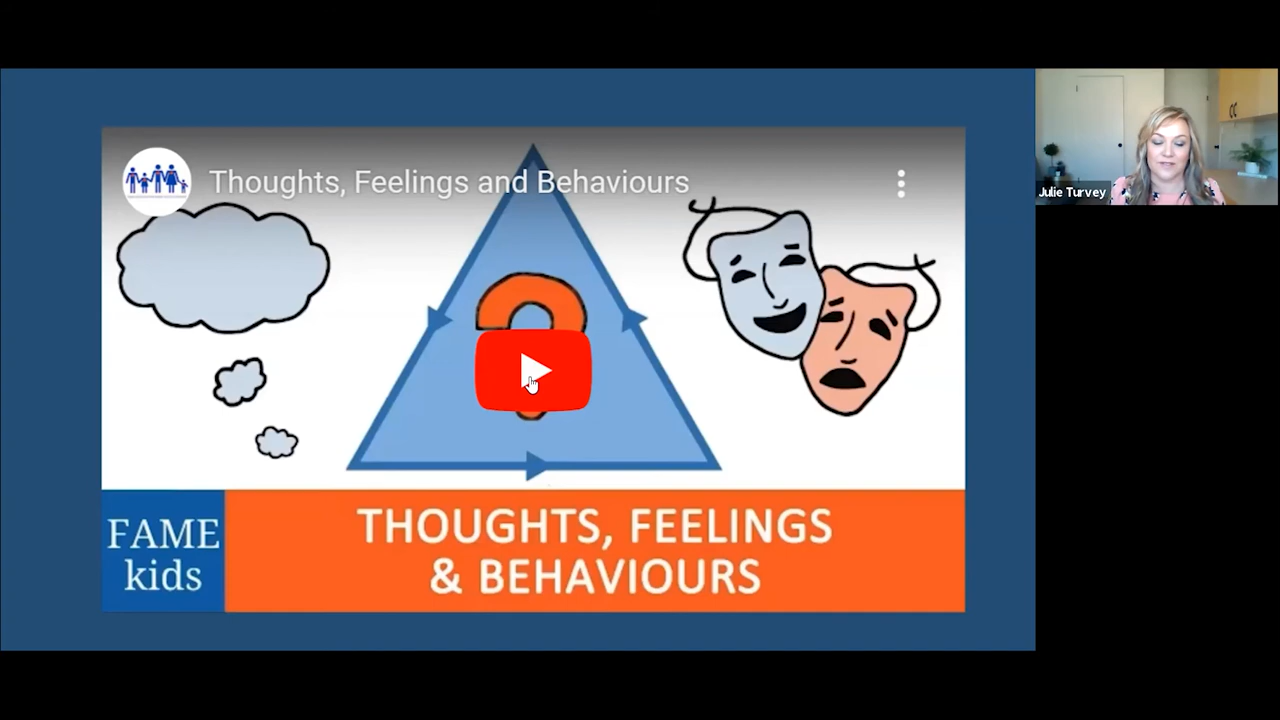 Thoughts, Feelings and Behaviours
Julie Turvey
FAME
kids
THOUGHTS, FEELINGS
& BEHAVIOURS